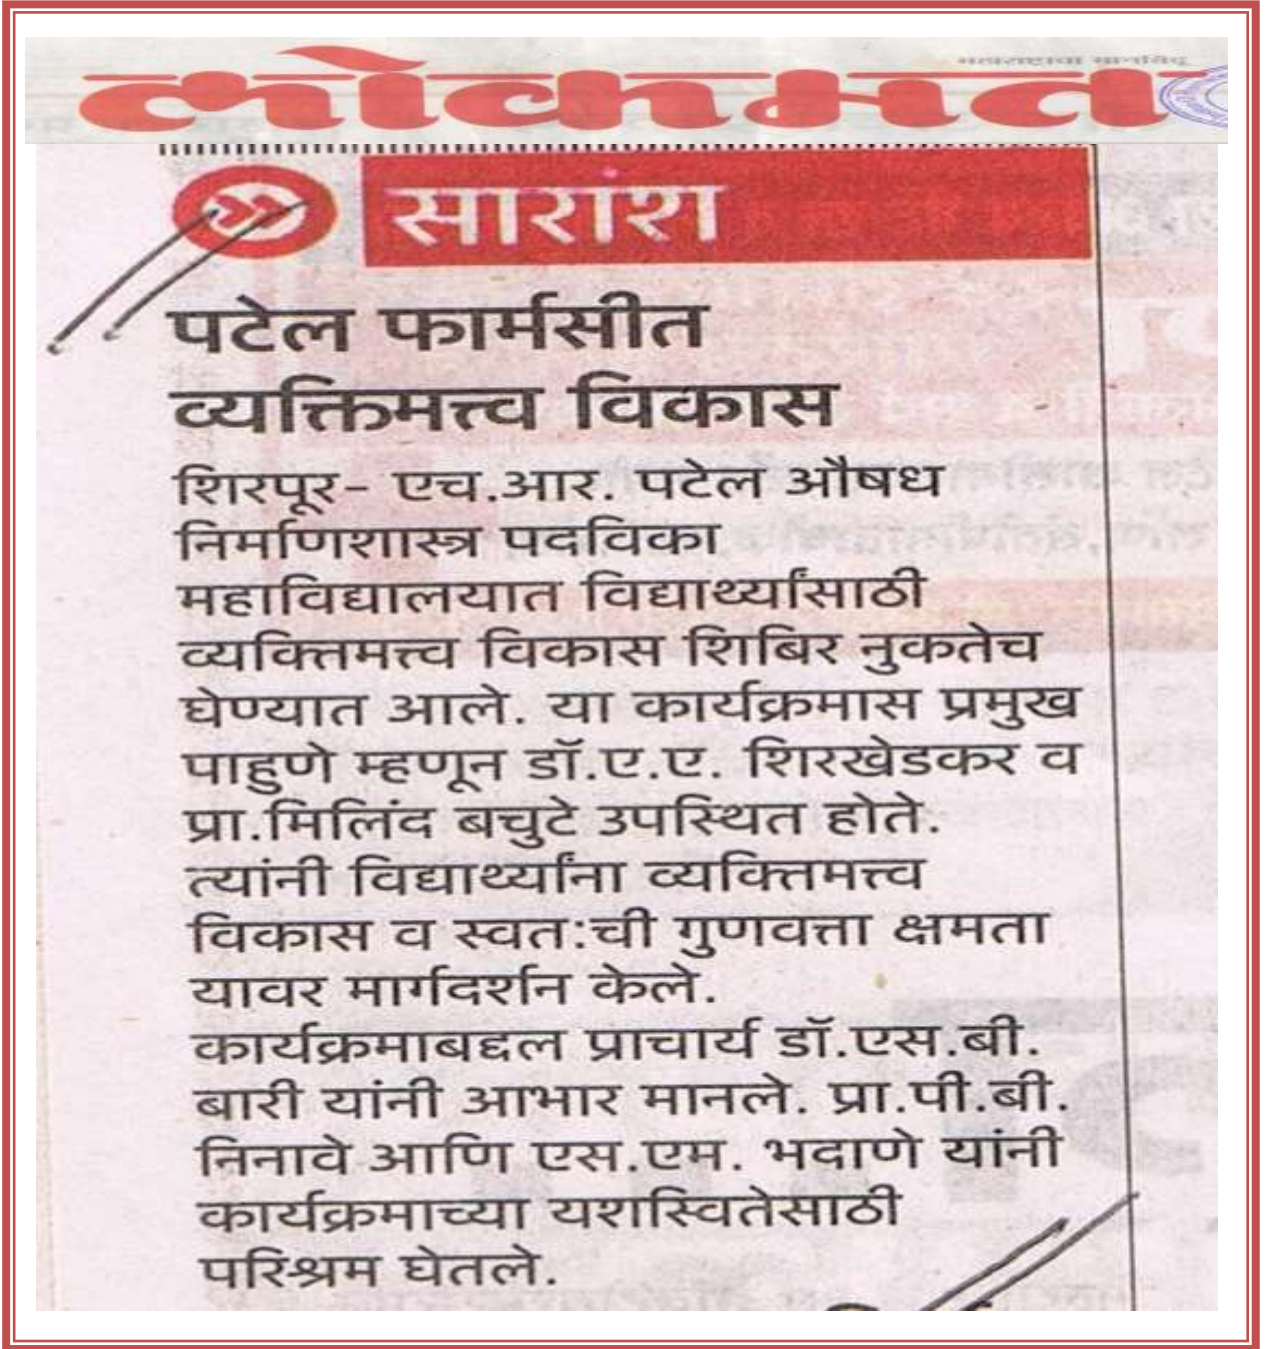 लोकमत
सारांश
पटेल फार्मसीत
व्यक्तिमत्त्व विकास
शिरपूर- एच.आर. पटेल औषध
निर्माणशास्त्र पदविका
महाविद्यालयात विद्यार्थ्यांसाठी
व्यक्तिमत्त्व विकास शिबिर नुकतेच
घेण्यात आले. या कार्यक्रमास प्रमुख
पाहुणे म्हणून डॉ.ए.ए. शिरखेडकर व
प्रा.मिलिंद बचुटे उपस्थित होते.
त्यांनी विद्यार्थ्यांना व्यक्तिमत्त्व
विकास व स्वत:ची गुणवत्ता क्षमता
यावर मार्गदर्शन केले.
कार्यक्रमाबद्दल प्राचार्य डॉ.एस.बी.
बारी यांनी आभार मानले. प्रा.पी.बी.
निनावे आणि एस.एम. भदाणे यांनी
कार्यक्रमाच्या यशस्वितेसाठी
परिश्रम घेतले.